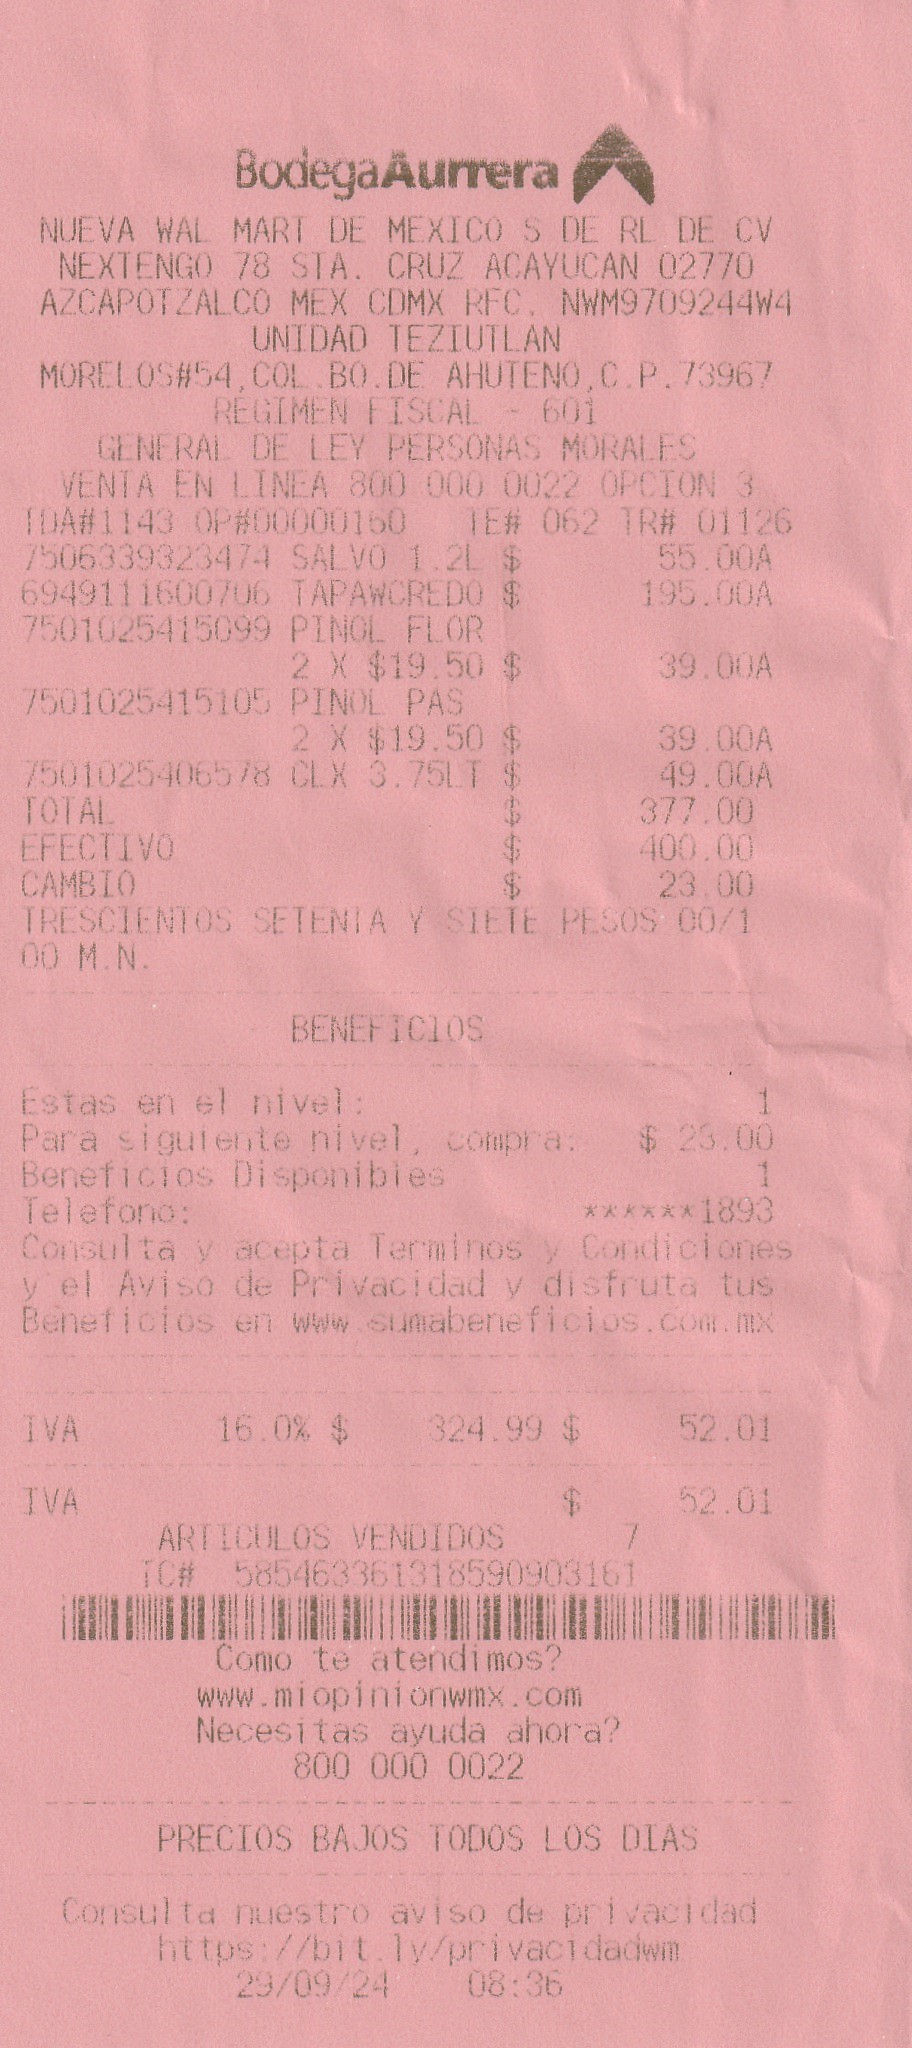 BodegaAurrera
NUEVA WAL MART DE MEXICO S DE RL DE CV
NEXTENGO 78 STA. CRUZ ACAYUCAN 02770
AZCAPOTZALCO MEX CDMX RFC. NWM9709244W4
UNIDAD TEZIUTLAN
MORELOS#54,COL.BO.DE AHUTENO,C.P.73967
REGIMEN FISCAL - 601
GENERAL DE LEY PERSONAS MORALES
VENTA EN LINEA 800 000 0022 OPCION 3
TDA#1143 OP#00000160 TE# 062 TR# 01126
7506339323474 SALVO 1.2L $ 55.00A
6949111600706 TAPAWCREDO $ 195.00A
7501025415099 PINOL FLOR
2 X $19.50 $ 39.00A
7501025415105 PINOL PAS
2 X $19.50 $ 39.00A
7501025406578 CLX 3.75LT $ 49.00A
TOTAL $ 377.00
EFECTIVO $ 400.00
CAMBIO $ 23.00
TRESCIENTOS SETENTA Y SIETE PESOS 00/1
00 M.N.
BENEFICIOS
Estas en el nivel: 1
Para siguiente nivel, compra: $ 23.00
Beneficios Disponibles 1
Telefono: ******1893
Consulta y acepta Terminos y Condiciones
y el Aviso de Privacidad y disfruta tus
Beneficios en www.sumabeneficios.com.mx
IVA 16.0% $ 324.99 $ 52.01
IVA $ 52.01
ARTICULOS VENDIDOS 7
TC# 585463361318590903161
Como te atendimos?
www.miopinionwmx.com
Necesitas ayuda ahora?
800 000 0022
PRECIOS BAJOS TODOS LOS DIAS
Consulta nuestro aviso de privacidad
https://bit.ly/privacidadwm
29/09/24 08:36